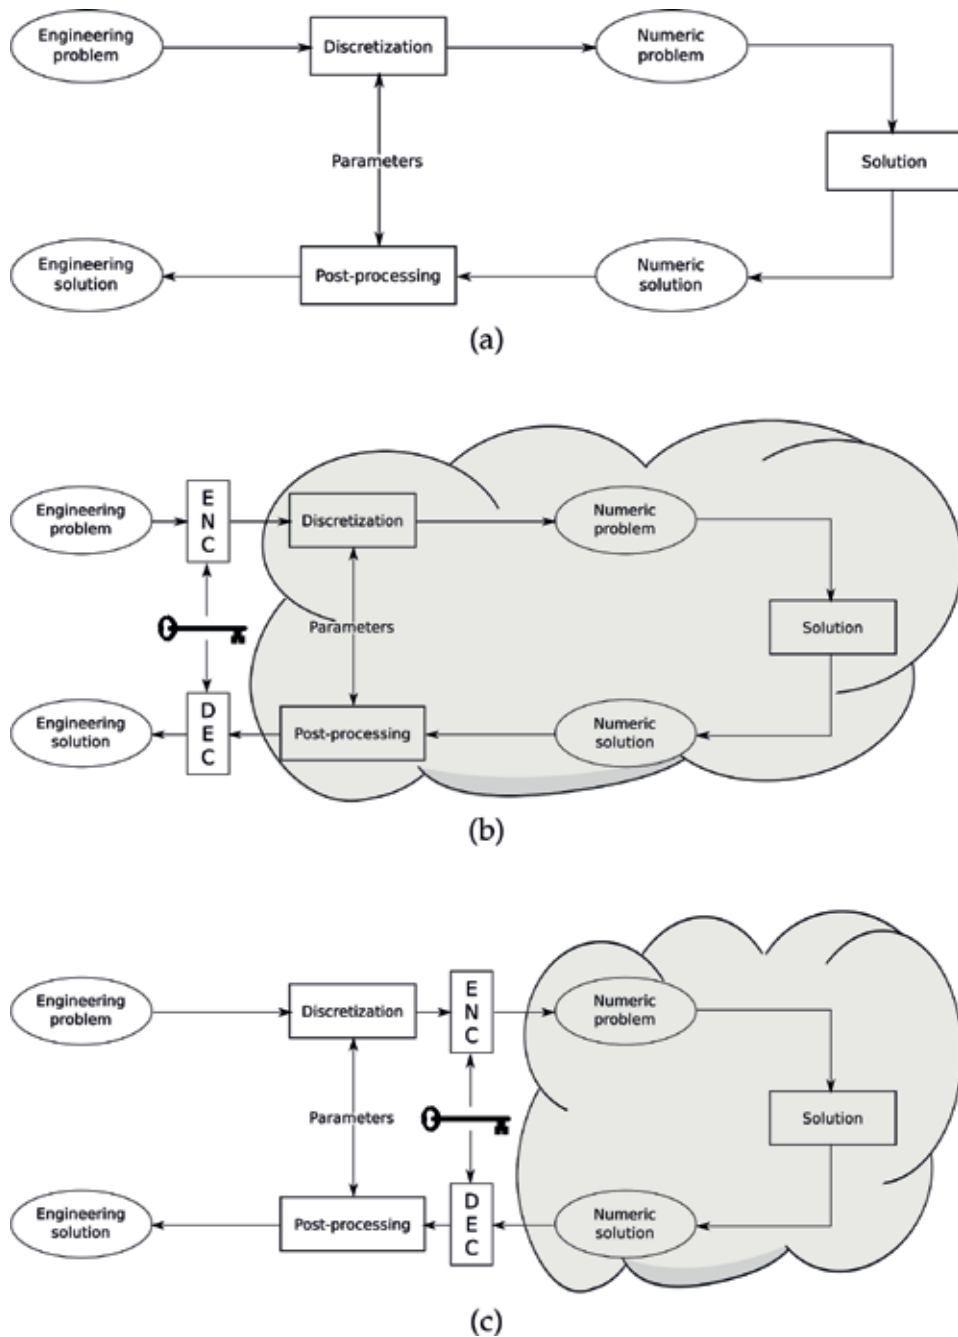 Engineering
problem
Discretization
Numeric
problem
Parameters
Solution
Engineering
solution
Post-processing
Numeric
solution
(a)
Engineering
problem
E
N
C
Discretization
Numeric
problem
Parameters
Solution
Engineering
solution
D
E
C
Post-processing
Numeric
solution
(b)
Engineering
problem
Discretization
E
N
C
Numeric
problem
Parameters
Solution
Engineering
solution
Post-processing
D
E
C
Numeric
solution
(c)